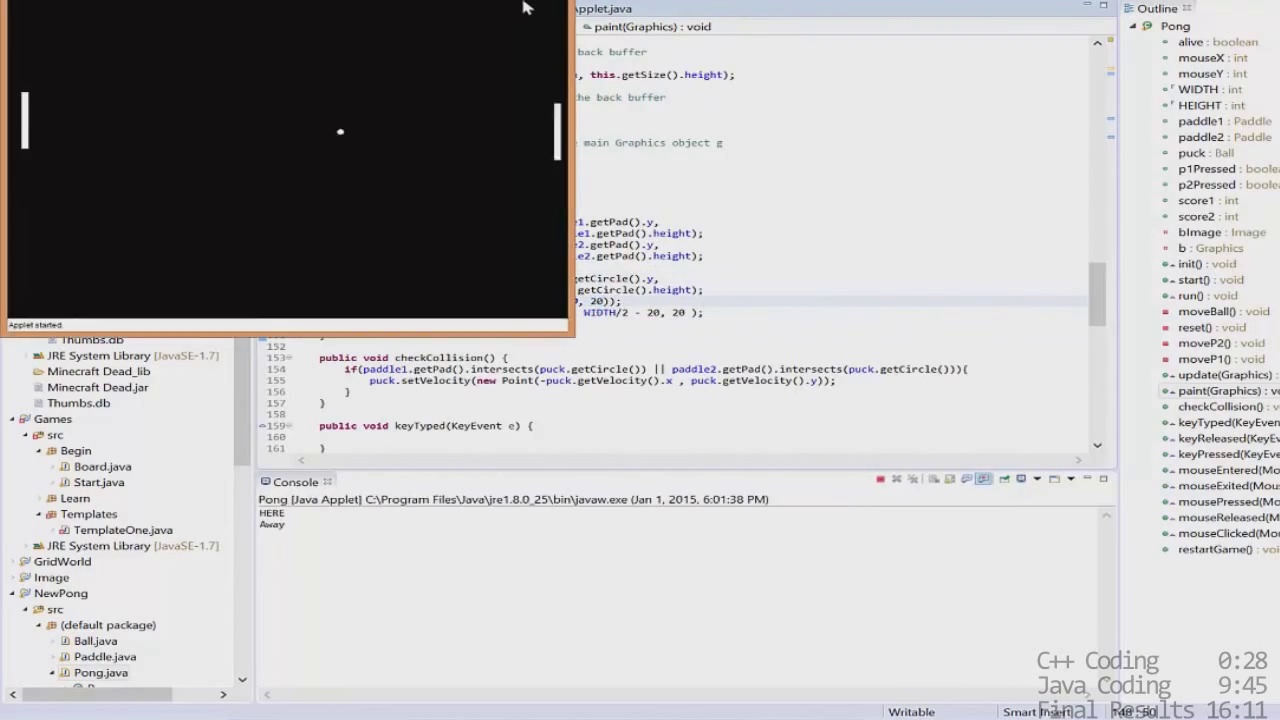 Applet.java
paint(Graphics) : void
back buffer
, this.getSize().height);
the back buffer
main Graphics object g
1.getPad().y,
le1.getPad().height);
e2.getPad().y,
le2.getPad().height);
getCircle().y,
getCircle().height);
, 20));
WIDTH/2 - 20, 20 );
152
153 public void checkCollision() {
154 if(paddle1.getPad().intersects(puck.getCircle()) || paddle2.getPad().intersects(puck.getCircle())){
155 puck.setVelocity(new Point(-puck.getVelocity().x , puck.getVelocity().y));
156 }
157 }
158
159 public void keyTyped(KeyEvent e) {
160
161 }
Applet started.
Thumbs.db
JRE System Library [JavaSE-1.7]
Minecraft Dead_lib
Minecraft Dead.jar
Thumbs.db
Games
src
Begin
Board.java
Start.java
Learn
Templates
TemplateOne.java
JRE System Library [JavaSE-1.7]
GridWorld
Image
NewPong
src
(default package)
Ball.java
Paddle.java
Pong.java
Console
Pong [Java Applet] C:\Program Files\Java\jre1.8.0_25\bin\javaw.exe (Jan 1, 2015, 6:01:38 PM)
HERE
Away
Outline
Pong
alive : boolean
mouseX : int
mouseY : int
WIDTH : int
HEIGHT : int
paddle1 : Paddle
paddle2 : Paddle
puck : Ball
p1Pressed : boole
p2Pressed : boole
score1 : int
score2 : int
bImage : Image
b : Graphics
init() : void
start() : void
run() : void
moveBall() : void
reset() : void
moveP2() : void
moveP1() : void
update(Graphics) :
paint(Graphics) : vo
checkCollision() : v
keyTyped(KeyEven
keyReleased(KeyEv
keyPressed(KeyEve
mouseEntered(Mo
mouseExited(Mous
mousePressed(Mo
mouseReleased(M
mouseClicked(Mou
restartGame() : voi
C++ Coding 0:28
Java Coding 9:45
Final Results 16:11
Writable
Smart Insert